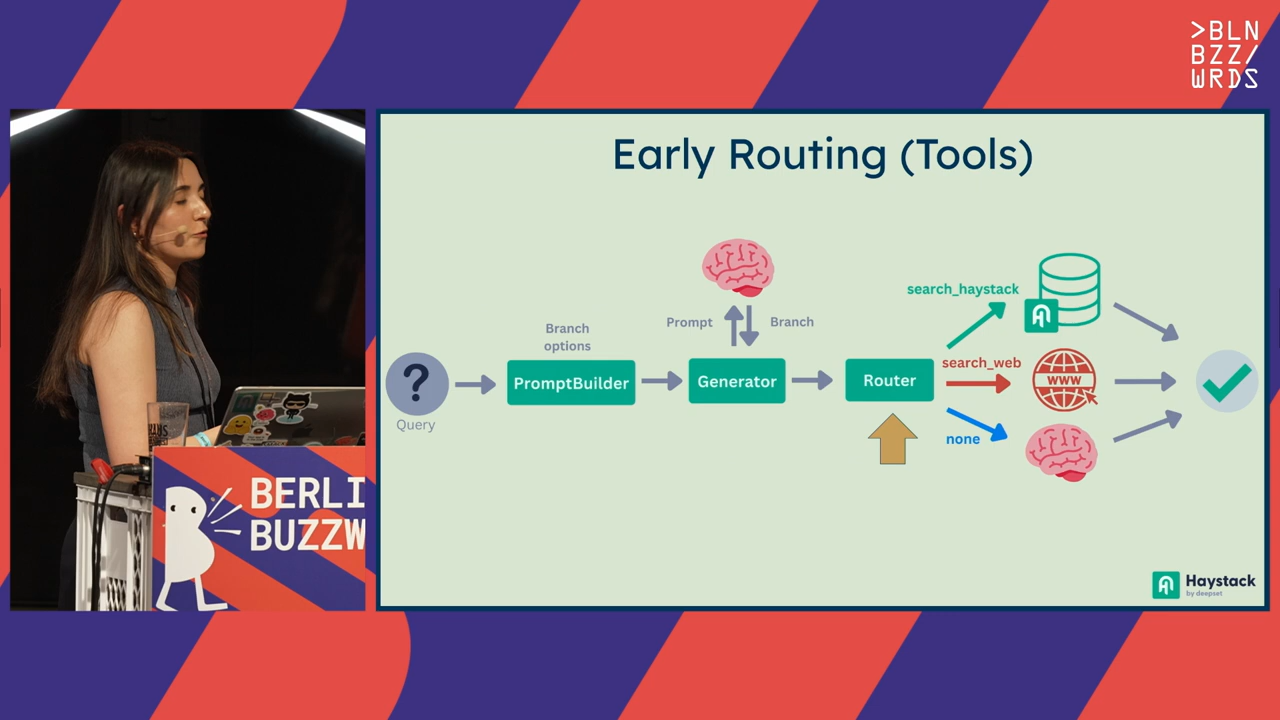 >BLN
BZZ/
WRDS
Early Routing (Tools)
Query
Branch
options
PromptBuilder
Prompt
Branch
Generator
Router
search_haystack
search_web
WWW
none
Haystack
by deepset
BERLI
BUZZW